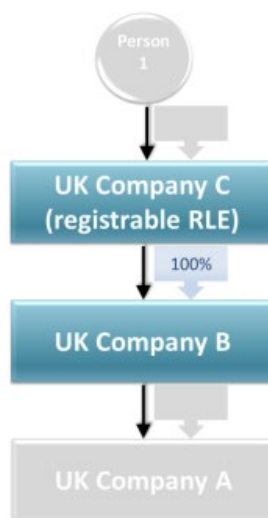 Person
1
UK Company C
(registrable RLE)
100%
UK Company B
UK Company A